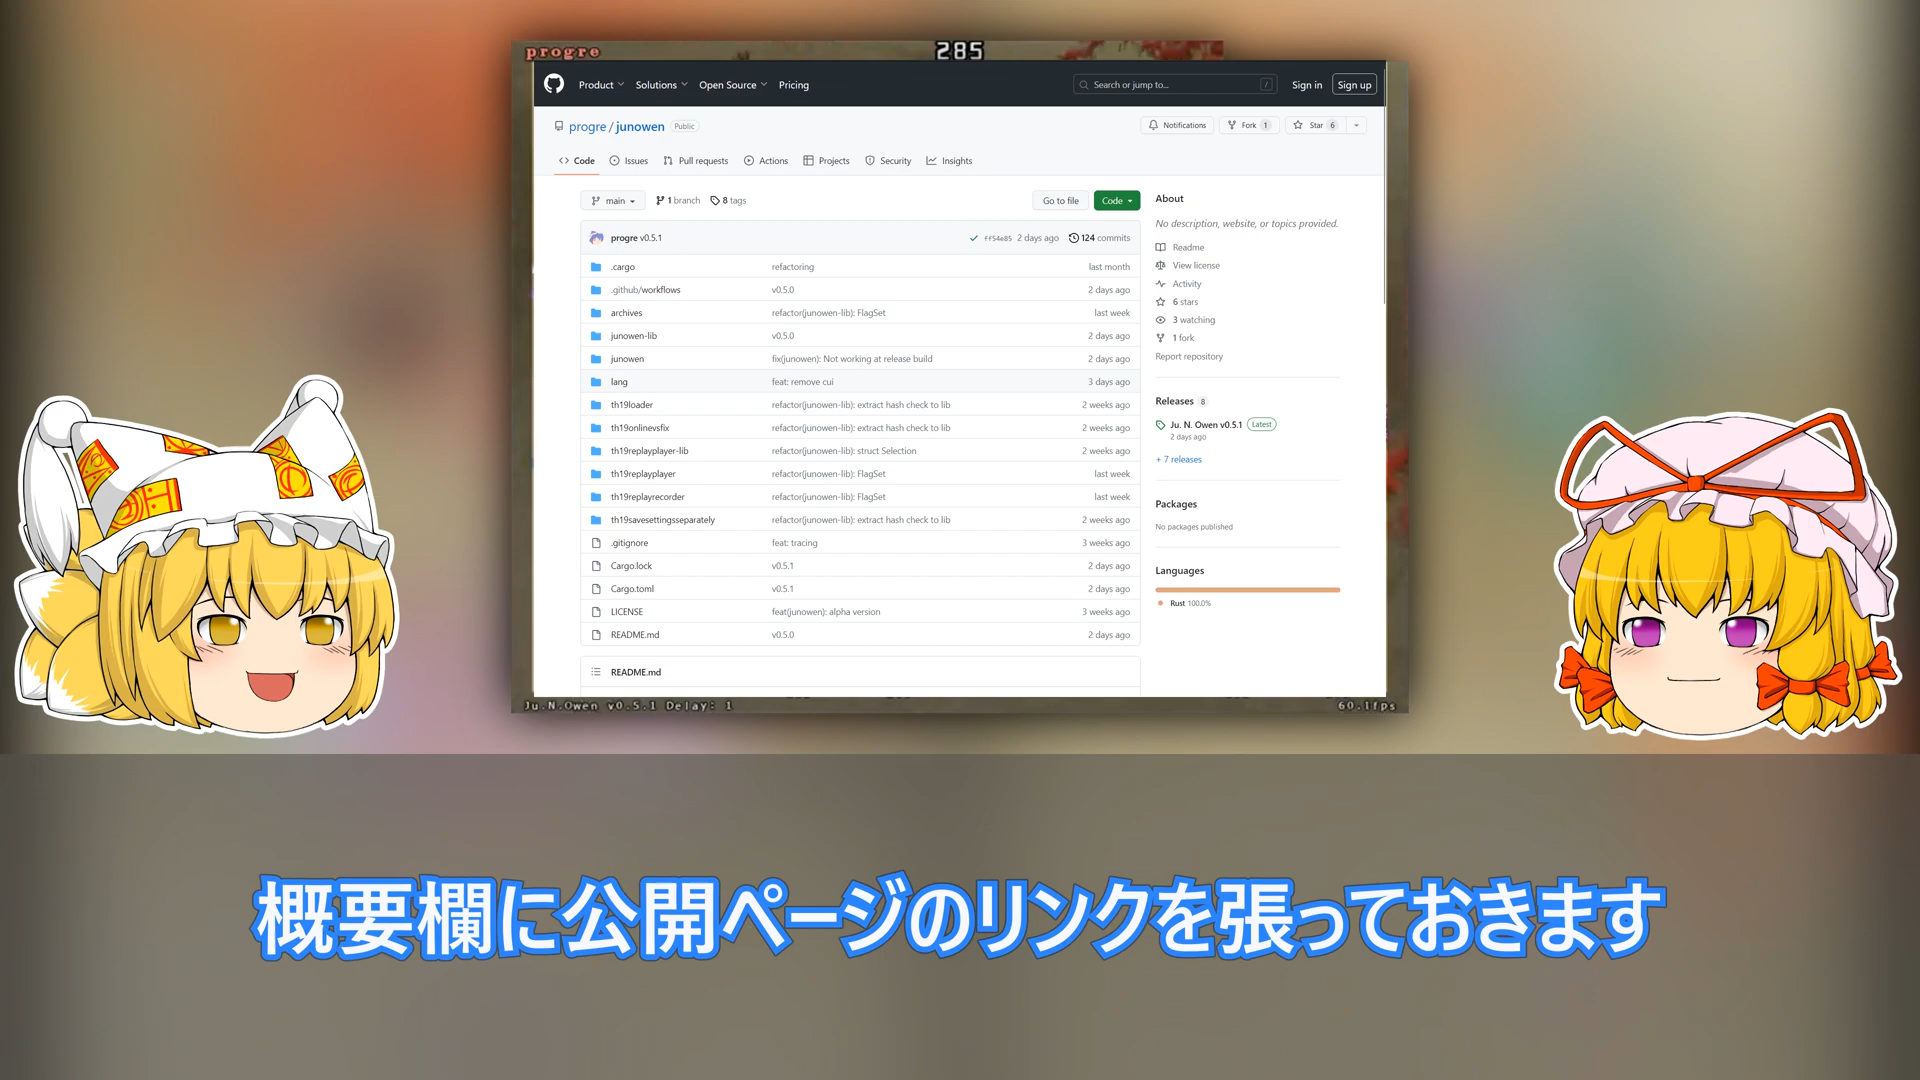 progre
285
Product
Solutions
Open Source
Pricing
Search or jump to...
/
Sign in
Sign up
progre / junowen
Public
Notifications
Fork 1
Star 6
Code
Issues
Pull requests
Actions
Projects
Security
Insights
main
1 branch
8 tags
Go to file
Code
progre v0.5.1
ff54e85 2 days ago
124 commits
.cargo refactoring last month
.github/workflows v0.5.0 2 days ago
archives refactor(junowen-lib): FlagSet last week
junowen-lib v0.5.0 2 days ago
junowen fix(junowen): Not working at release build 2 days ago
lang feat: remove cui 3 days ago
th19loader refactor(junowen-lib): extract hash check to lib 2 weeks ago
th19onlinevsfix refactor(junowen-lib): extract hash check to lib 2 weeks ago
th19replayplayer-lib refactor(junowen-lib): struct Selection 2 weeks ago
th19replayplayer refactor(junowen-lib): FlagSet last week
th19replayrecorder refactor(junowen-lib): FlagSet last week
th19savesettingsseparately refactor(junowen-lib): extract hash check to lib 2 weeks ago
.gitignore feat: tracing 3 weeks ago
Cargo.lock v0.5.1 2 days ago
Cargo.toml v0.5.1 2 days ago
LICENSE feat(junowen): alpha version 3 weeks ago
README.md v0.5.0 2 days ago
README.md
About
No description, website, or topics provided.
Readme
View license
Activity
6 stars
3 watching
1 fork
Report repository
Releases 8
Ju. N. Owen v0.5.1 Latest
2 days ago
+ 7 releases
Packages
No packages published
Languages
Rust 100.0%
Ju.N.Owen v0.5.1 Delay: 1
60.1fps
概要欄に公開ページのリンクを張っておきます